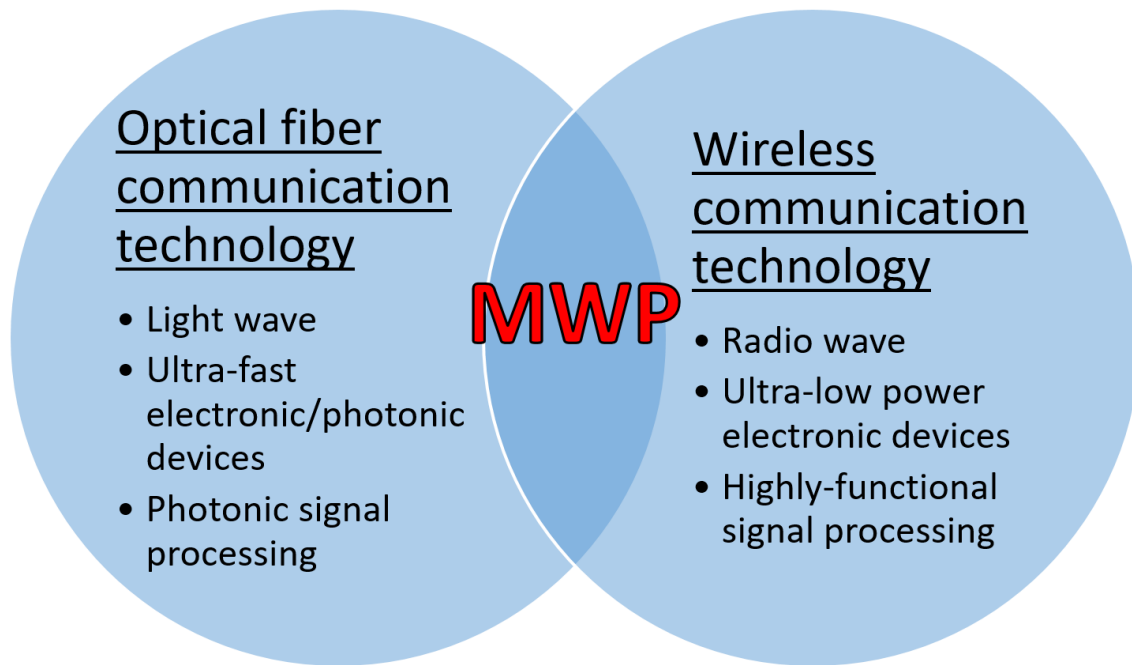 Optical fiber
communication
technology
• Light wave
• Ultra-fast
electronic/photonic
devices
• Photonic signal
processing
MWP
Wireless
communication
technology
• Radio wave
• Ultra-low power
electronic devices
• Highly-functional
signal processing